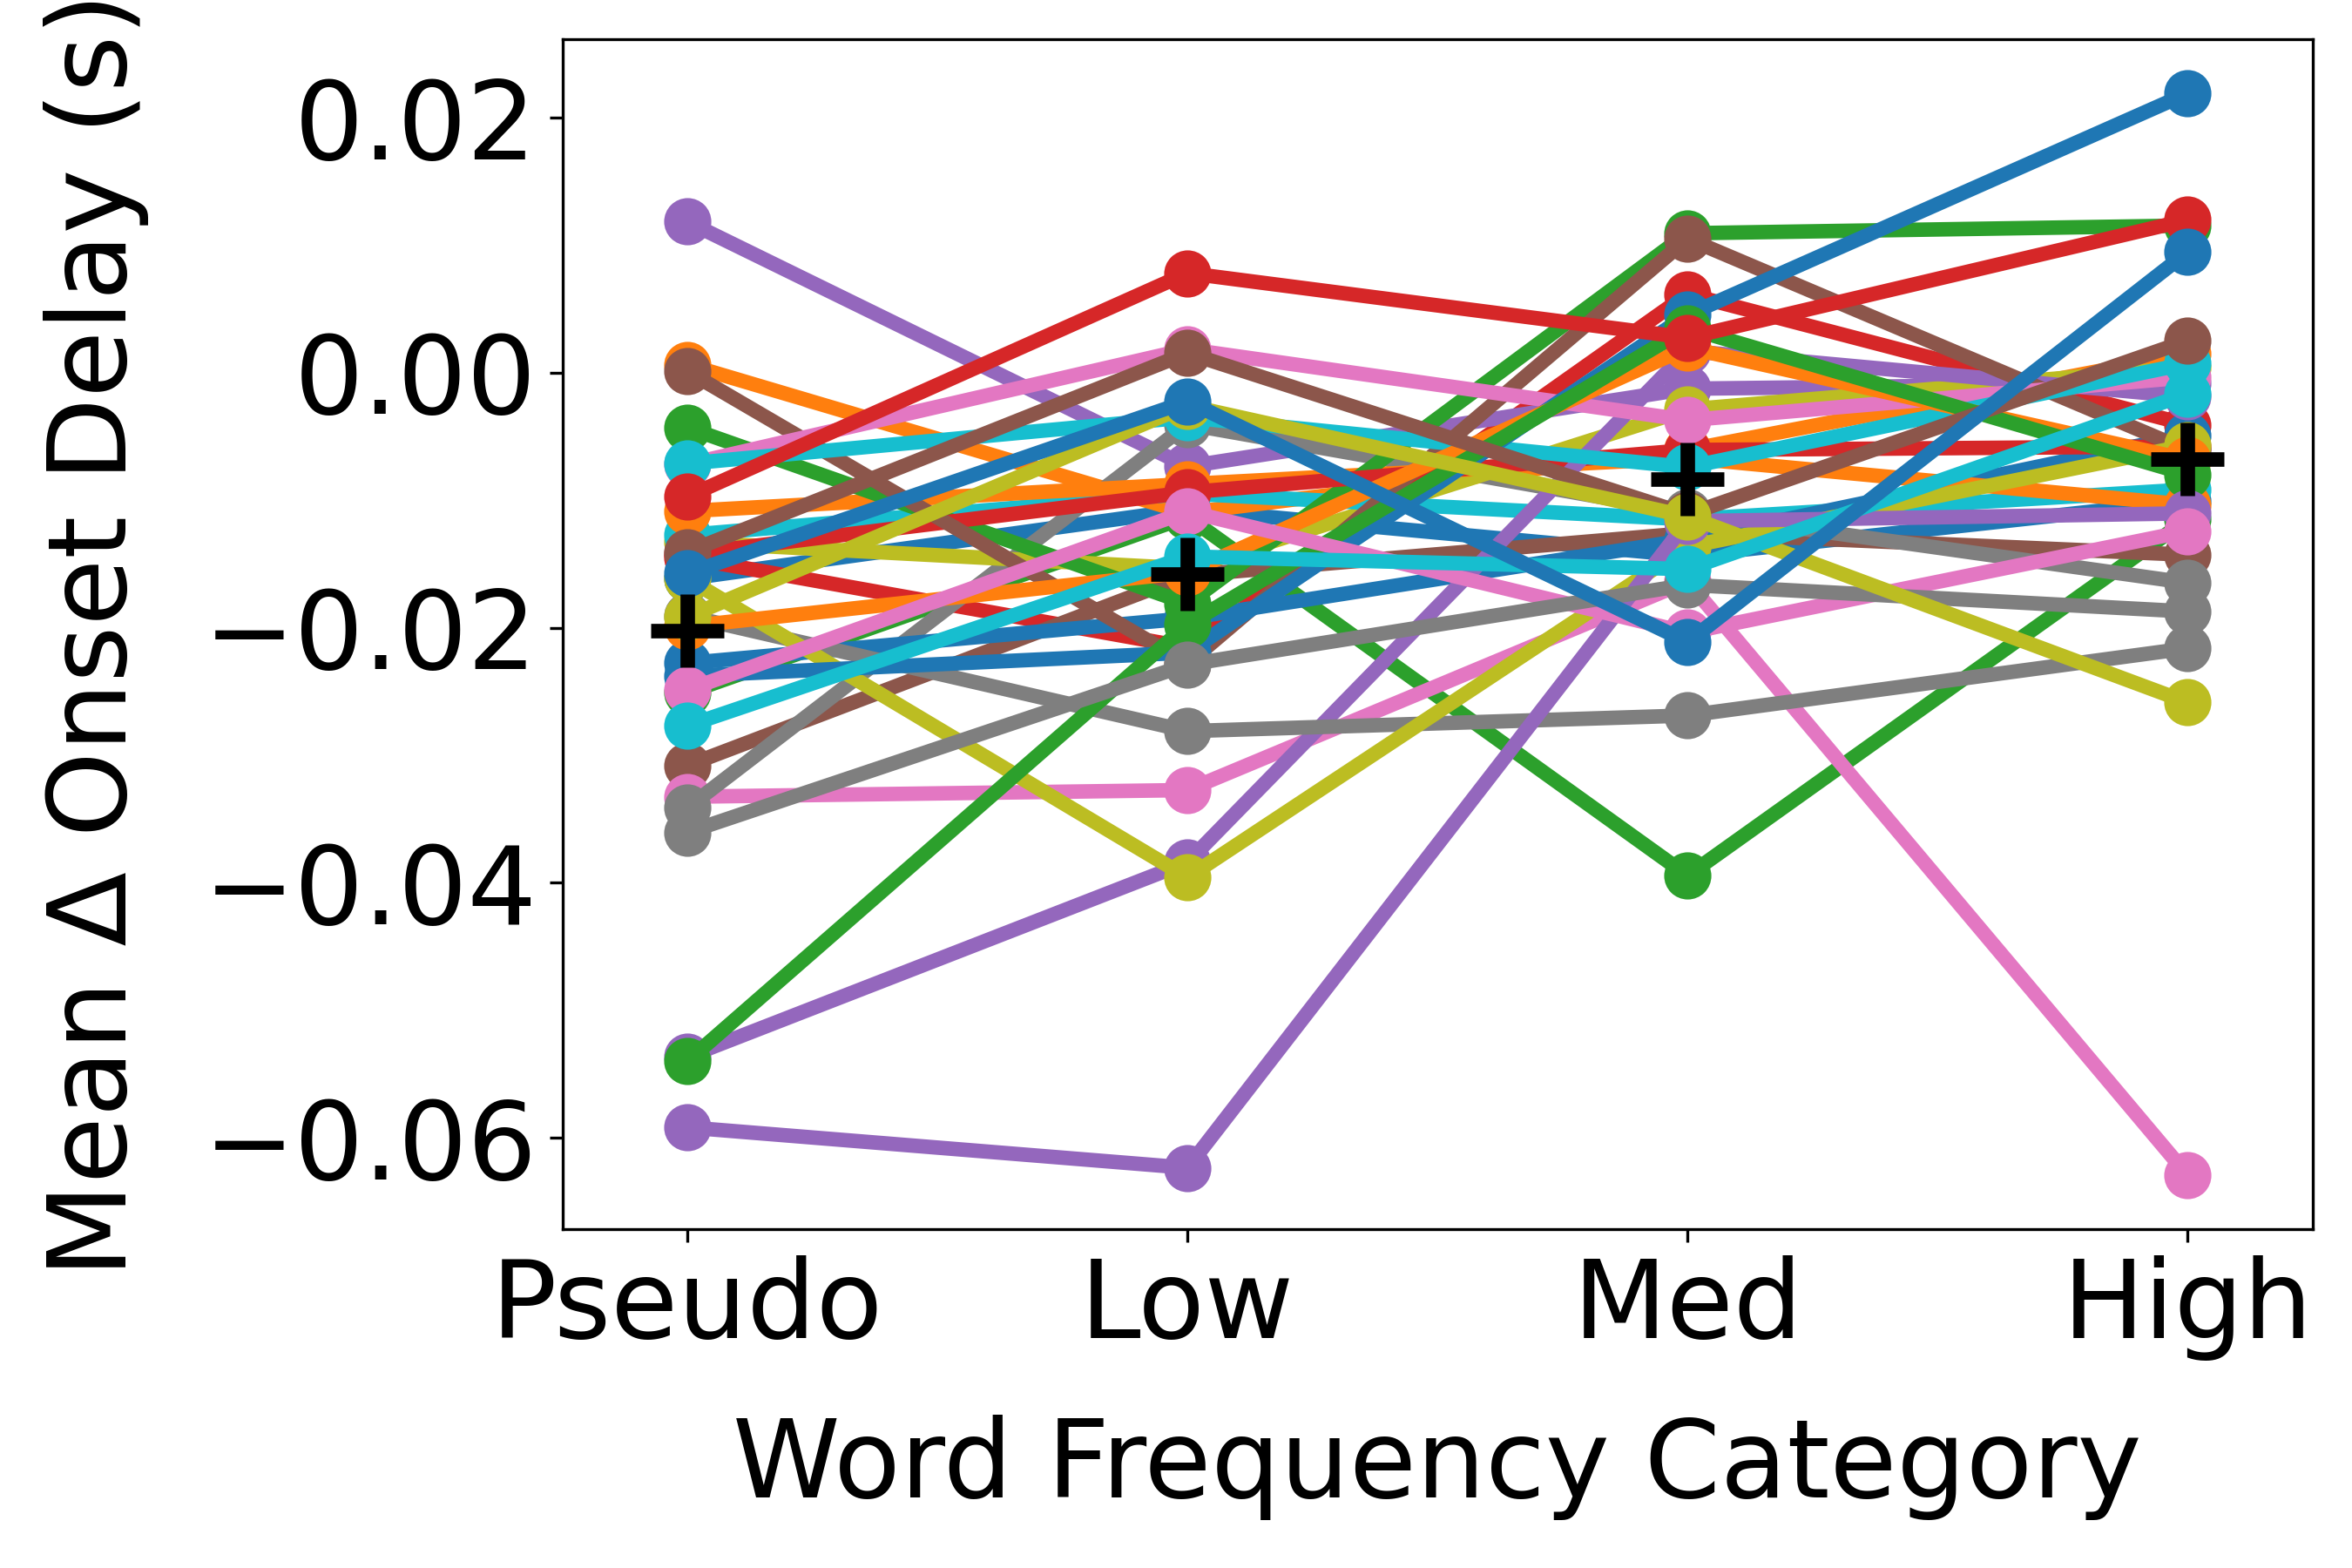 Mean Δ Onset Delay (s)
0.02
0.00
−0.02
−0.04
−0.06
Pseudo Low Med High
Word Frequency Category